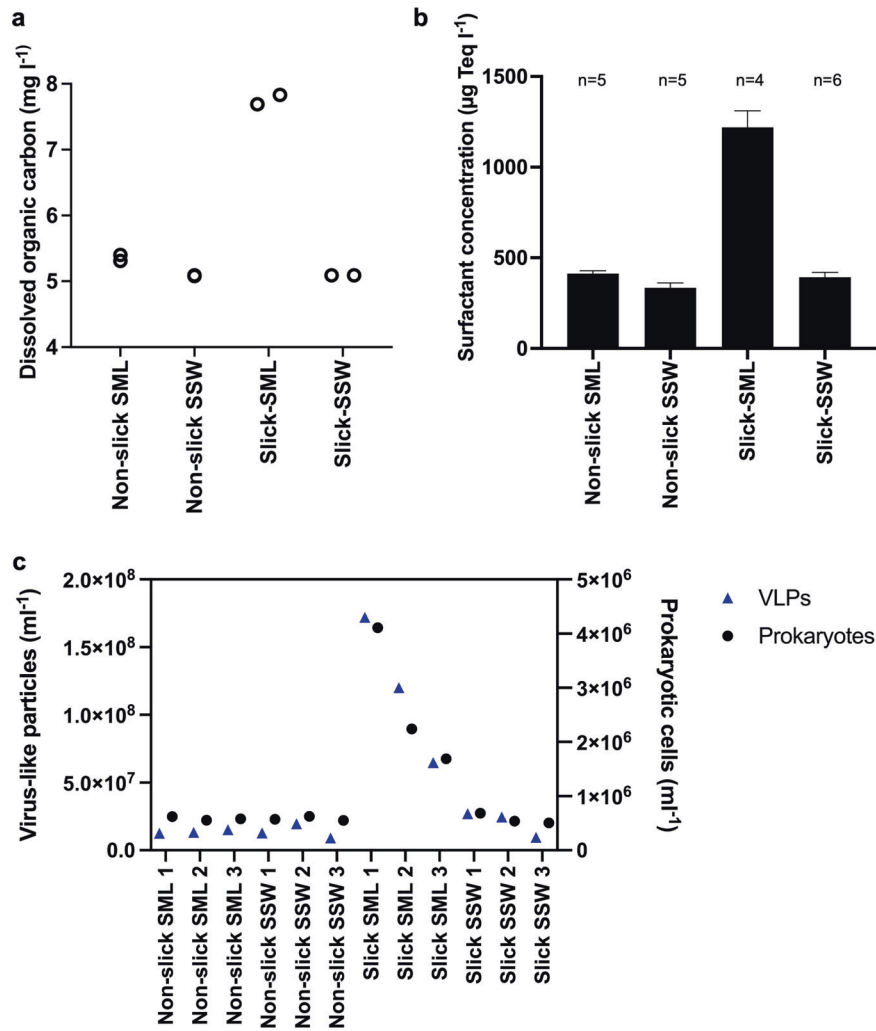 a
Dissolved organic carbon (mg l⁻¹)
8
7
6
5
4
Non-slick SML
Non-slick SSW
Slick-SML
Slick-SSW
b
Surfactant concentration (µg Teq l⁻¹)
1500
1000
500
0
n=5 n=5 n=4 n=6
Non-slick SML
Non-slick SSW
Slick-SML
Slick-SSW
c
Virus-like particles (ml⁻¹)
2.0×10⁸
1.5×10⁸
1.0×10⁸
5.0×10⁷
0.0
5×10⁶
4×10⁶
3×10⁶
2×10⁶
1×10⁶
0
Prokaryotic cells (ml⁻¹)
VLPs
Prokaryotes
Non-slick SML 1
Non-slick SML 2
Non-slick SML 3
Non-slick SSW 1
Non-slick SSW 2
Non-slick SSW 3
Slick SML 1
Slick SML 2
Slick SML 3
Slick SSW 1
Slick SSW 2
Slick SSW 3